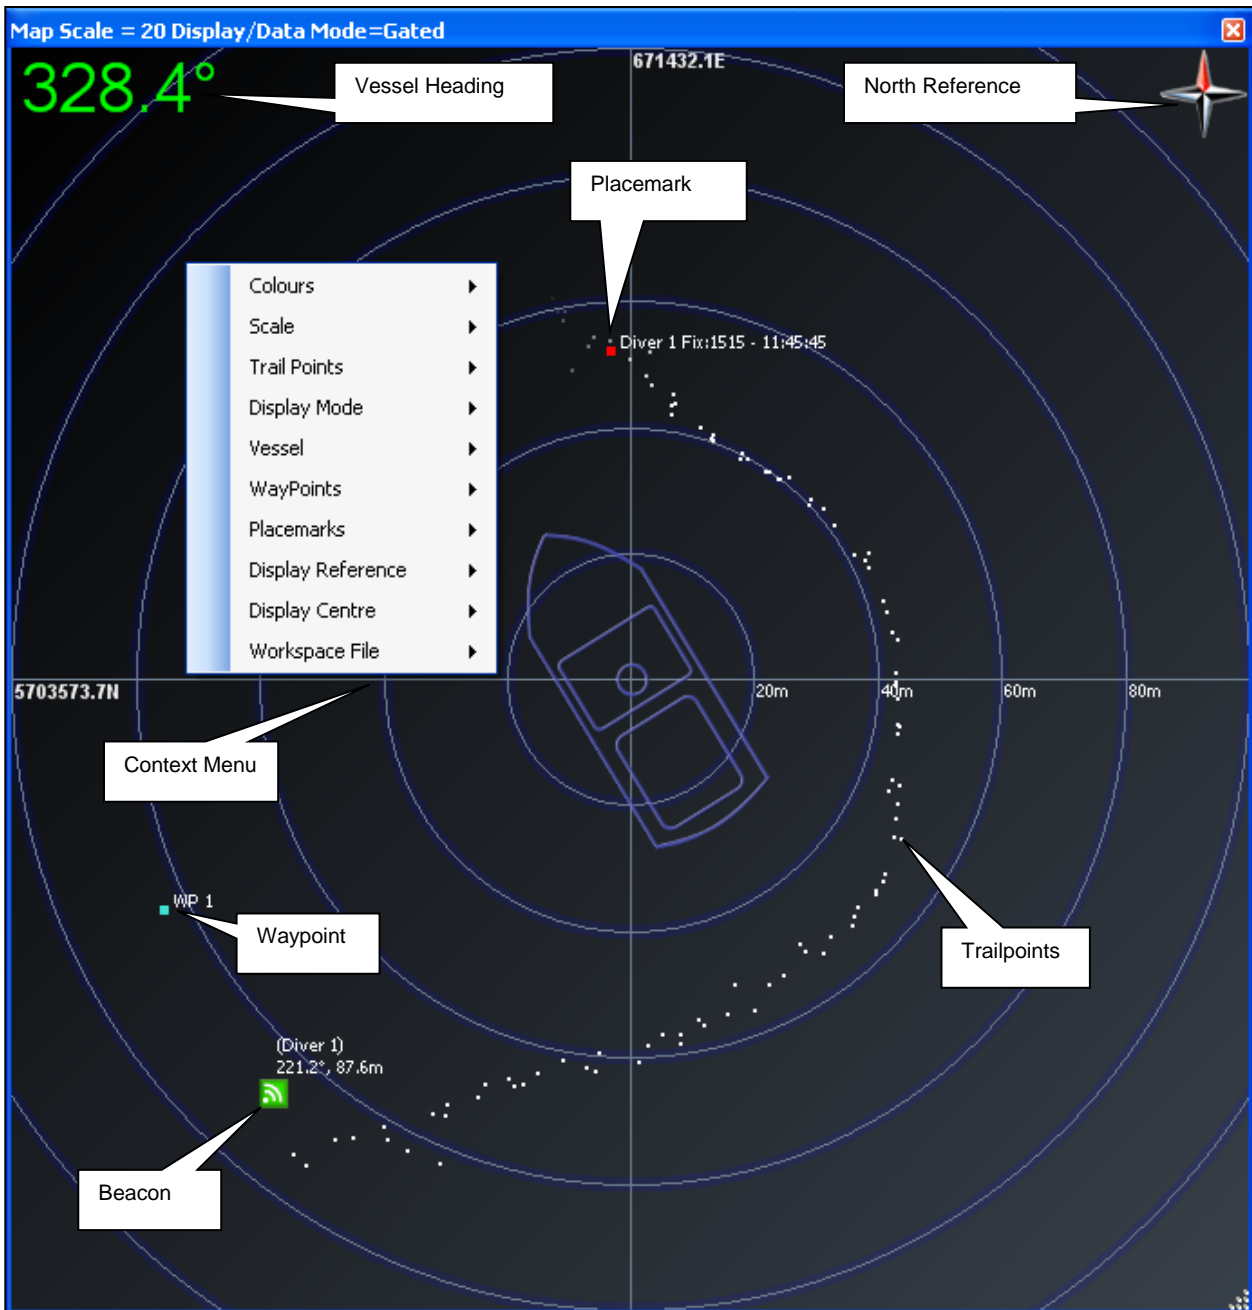 Map Scale = 20 Display/Data Mode=Gated
328.4°
Vessel Heading
671432.1E
North Reference
Placemark
Colours
Scale
Trail Points
Display Mode
Vessel
WayPoints
Placemarks
Display Reference
Display Centre
Workspace File
Diver 1 Fix:1515 - 11:45:45
5703573.7N
20m
40m
60m
80m
Context Menu
WP 1
Waypoint
Trailpoints
(Diver 1)
221.2°, 87.6m
Beacon